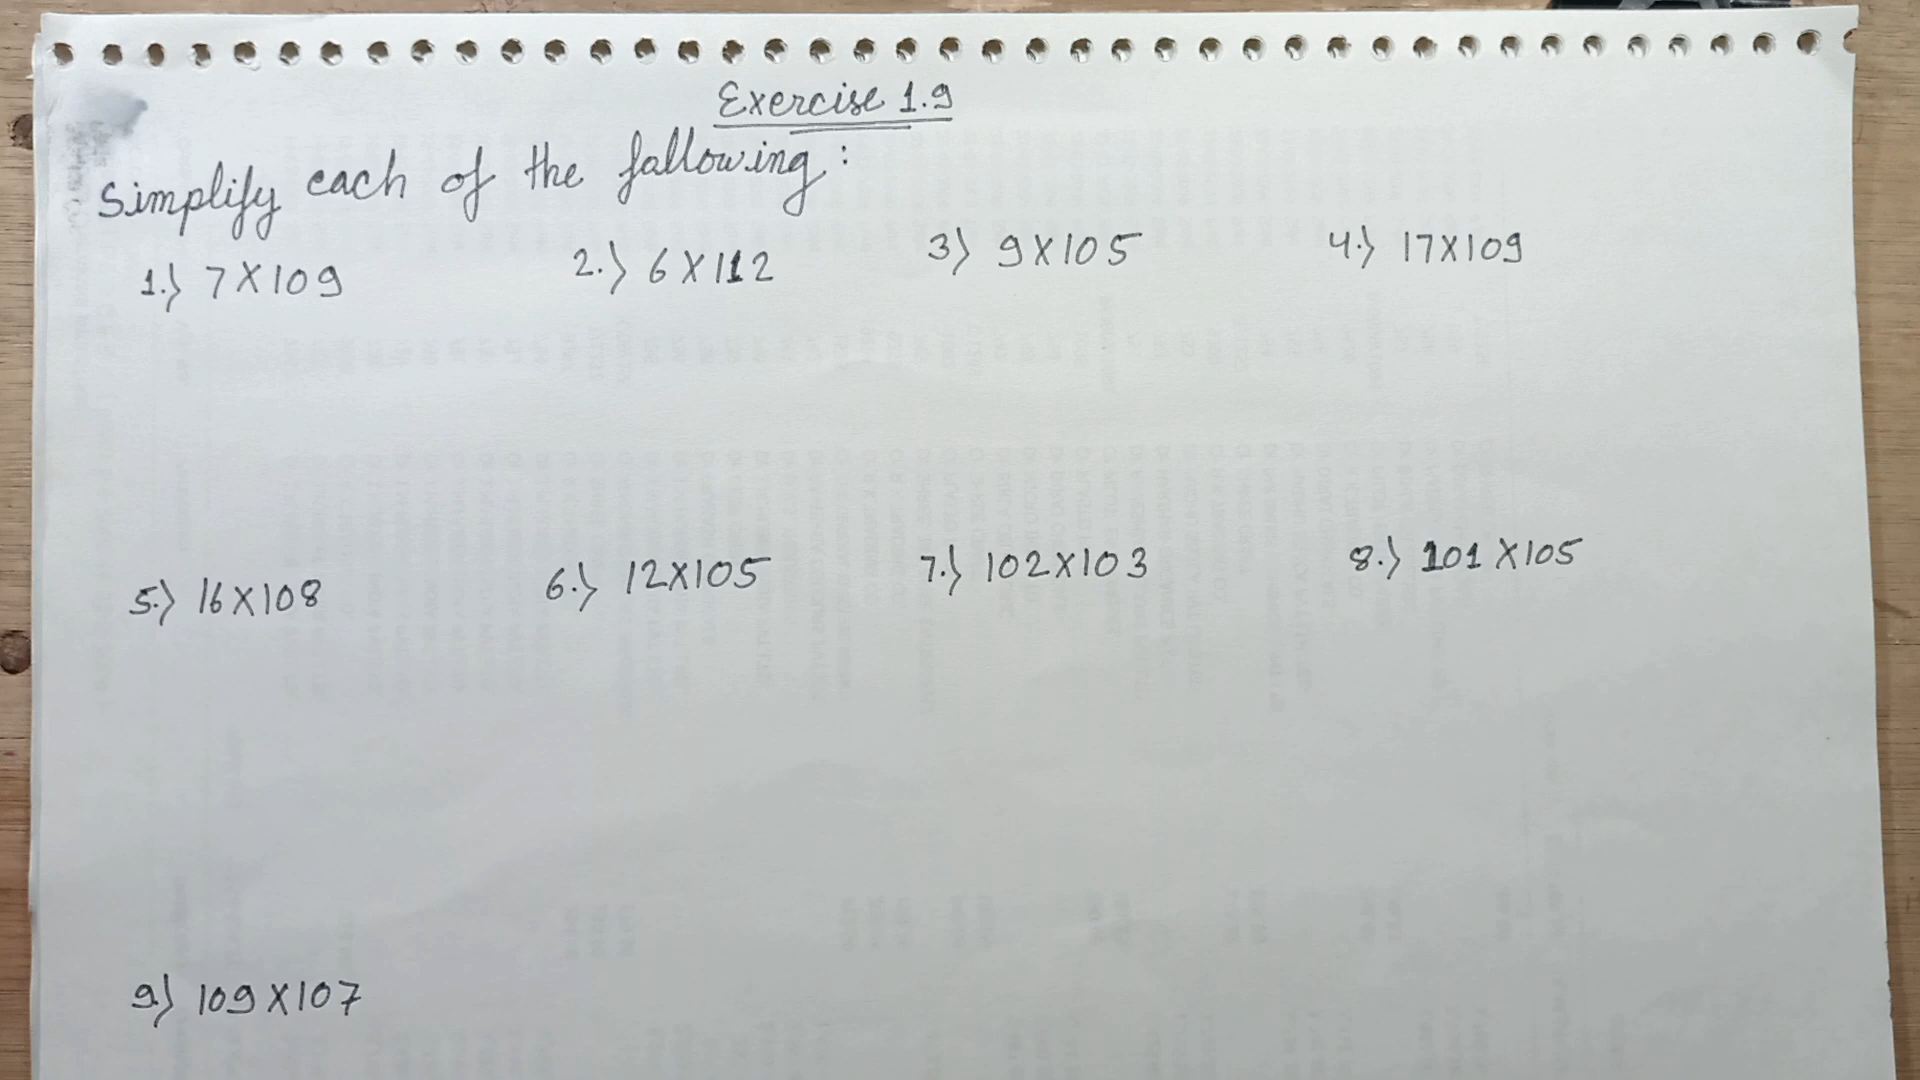 Exercise 1.9
Simplify each of the fallowing:
1.) 7X109 2.) 6X112 3) 9X105 4.) 17X109
5.) 16X108 6.) 12X105 7.) 102X103 8.) 101X105
9) 109X107